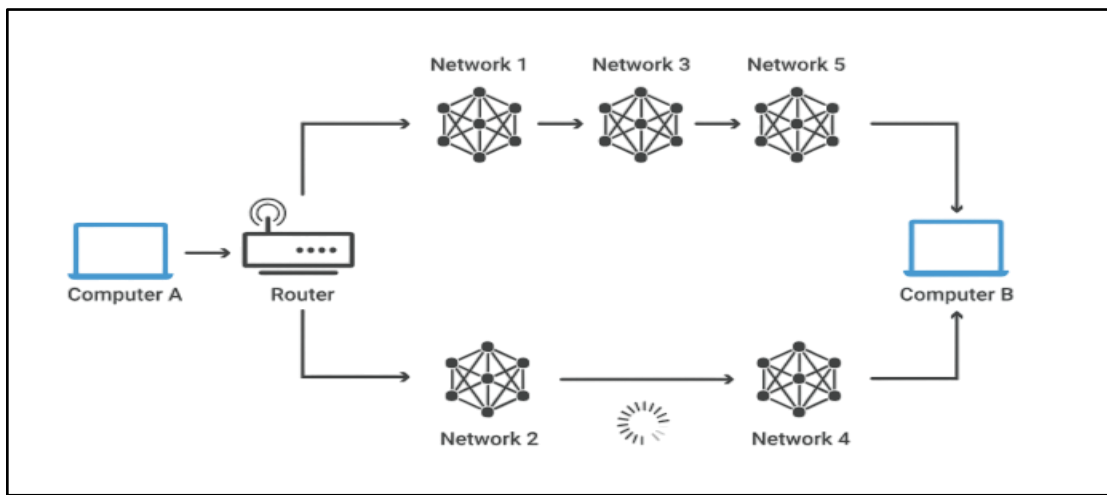 Network 1
Network 3
Network 5
Computer A
Router
Computer B
Network 2
Network 4